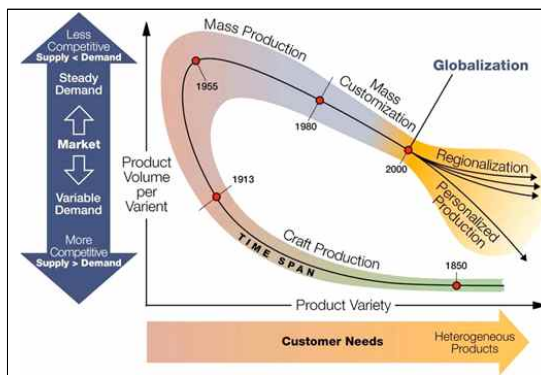 Less
Competitive
Supply < Demand
Steady
Demand
Market
Variable
Demand
More
Competitive
Supply > Demand
Product
Volume
per
Varient
Mass Production
1955
1980
Mass
Customization
Globalization
2000
Regionalization
Personalized
Production
1913
TIME SPAN
Craft Production
1850
Product Variety
Customer Needs
Heterogeneous
Products